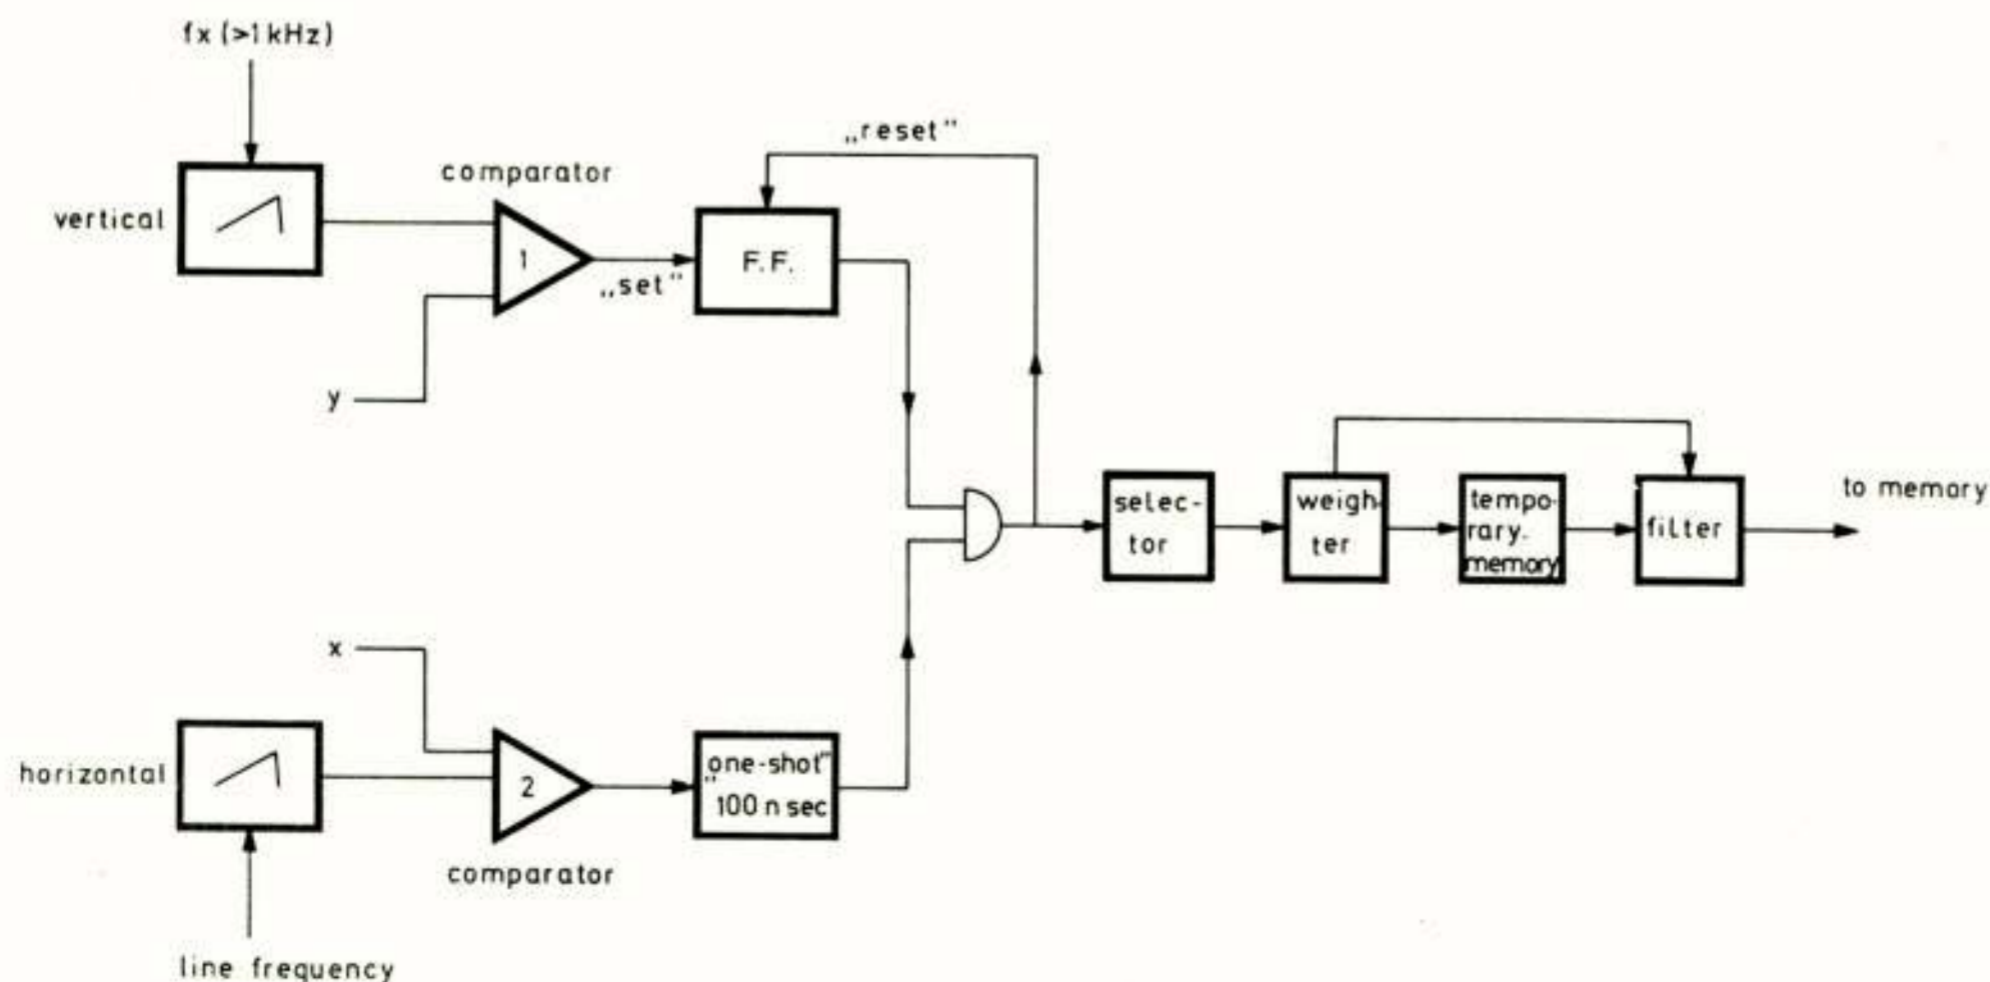 fx (>1 kHz)
vertical
comparator
1
„set"
y
„reset"
F.F.
x
horizontal
2
comparator
„one-shot"
100 n sec
line frequency
selec-
tor
weigh-
ter
tempo-
rary-
memory
filter
to memory